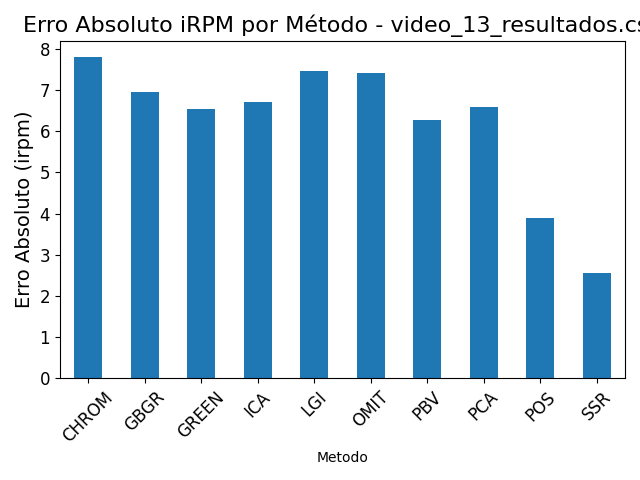 Erro Absoluto iRPM por Método - video_13_resultados.cs
8
7
6
5
4
3
2
1
0
Erro Absoluto (irpm)
CHROM
GBGR
GREEN
ICA
LGI
OMIT
PBV
PCA
POS
SSR
Metodo